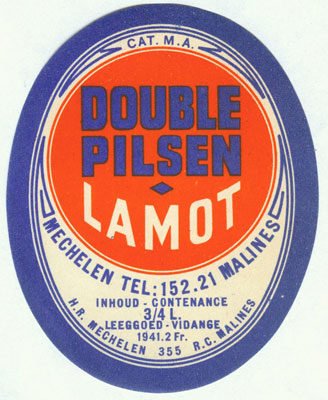 CAT. M.A.
DOUBLE
PILSEN
LAMOT
MECHELEN TEL: 152.21 MALINES
INHOUD - CONTENANCE
3/4 L.
LEEGGOED - VIDANGE
1941.2 Fr.
H.R. MECHELEN 355 R.C. MALINES